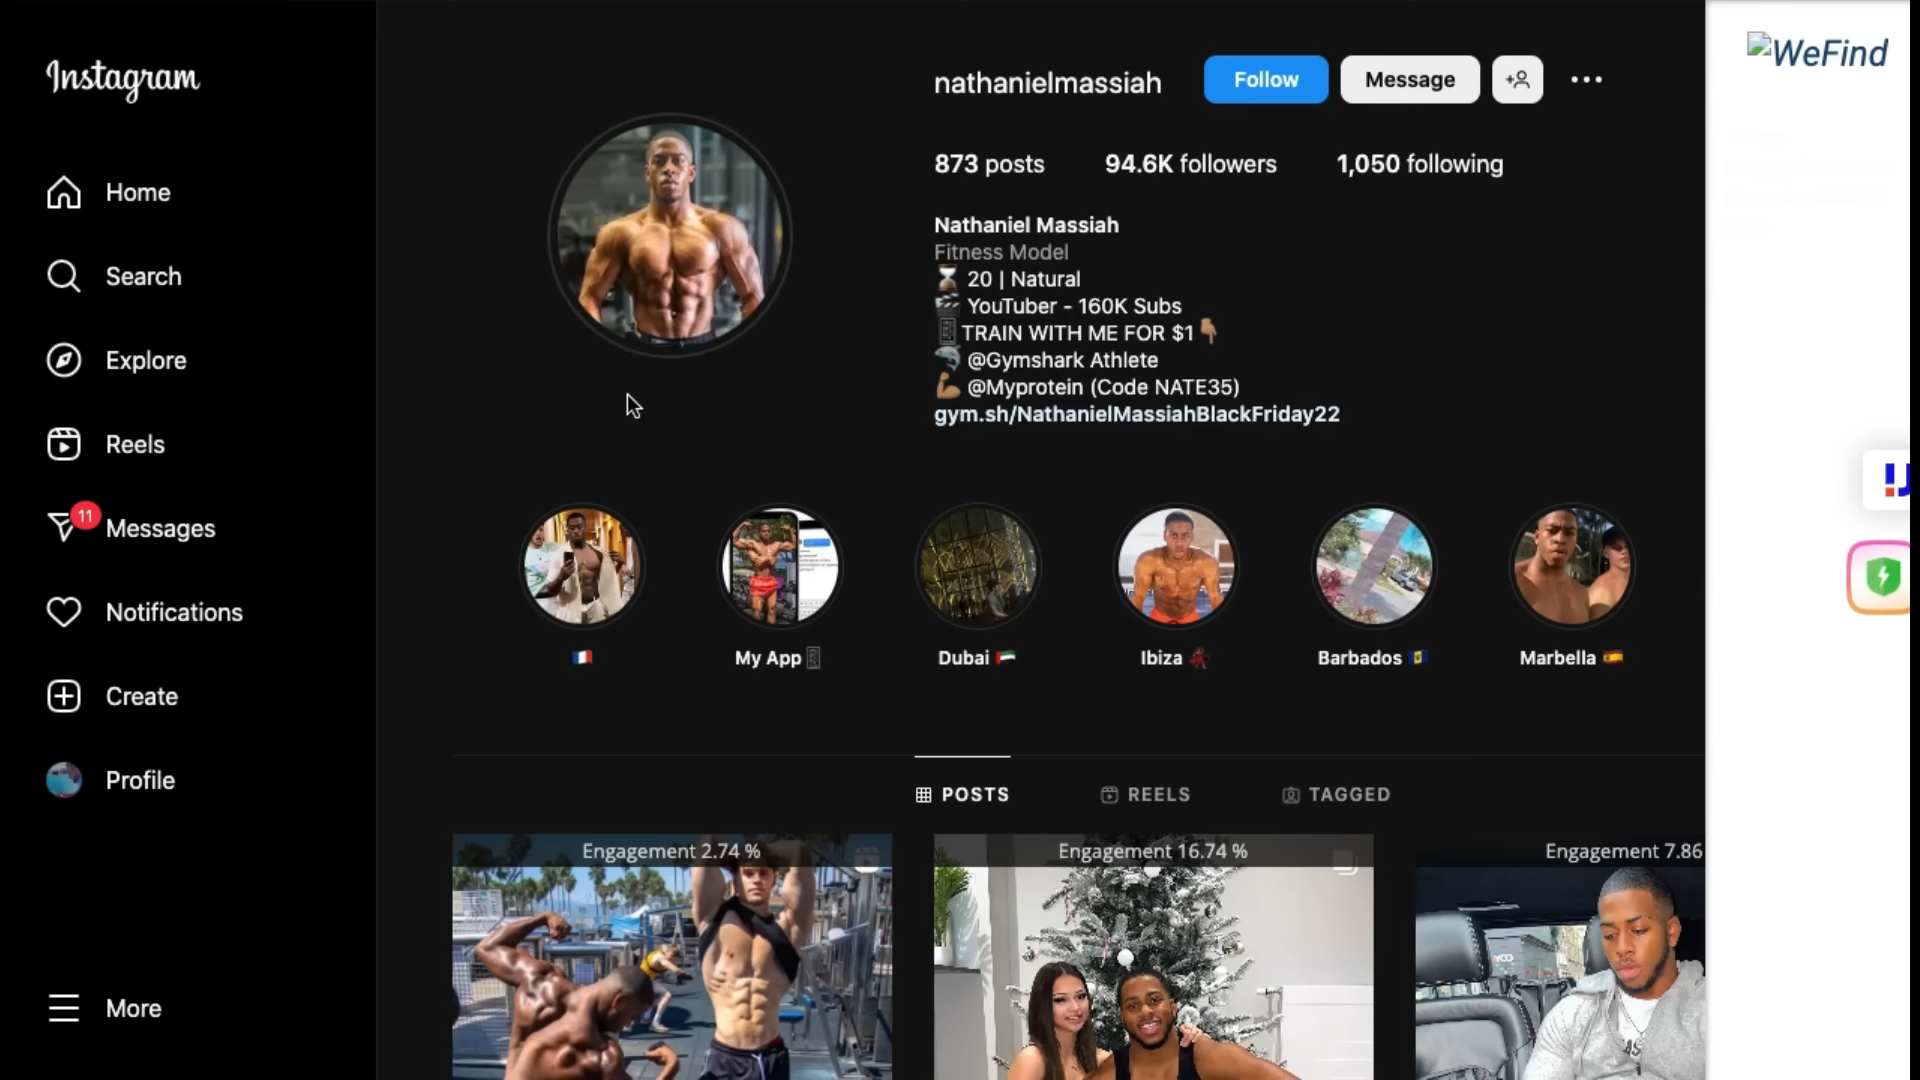 Instagram
Home
Search
Explore
Reels
11
Messages
Notifications
Create
Profile
More
nathanielmassiah
Follow
Message
873 posts
94.6K followers
1,050 following
Nathaniel Massiah
Fitness Model
⏳ 20 | Natural
🎬 YouTuber - 160K Subs
TRAIN WITH ME FOR $1👇🏽
🦈 @Gymshark Athlete
💪🏽 @Myprotein (Code NATE35)
gym.sh/NathanielMassiahBlackFriday22
🇫🇷
My App
Dubai 🇦🇪
Ibiza 💃🏿
Barbados 🇧🇧
Marbella 🇪🇸
POSTS
REELS
TAGGED
Engagement 2.74 %
Engagement 16.74 %
Engagement 7.86
WeFind